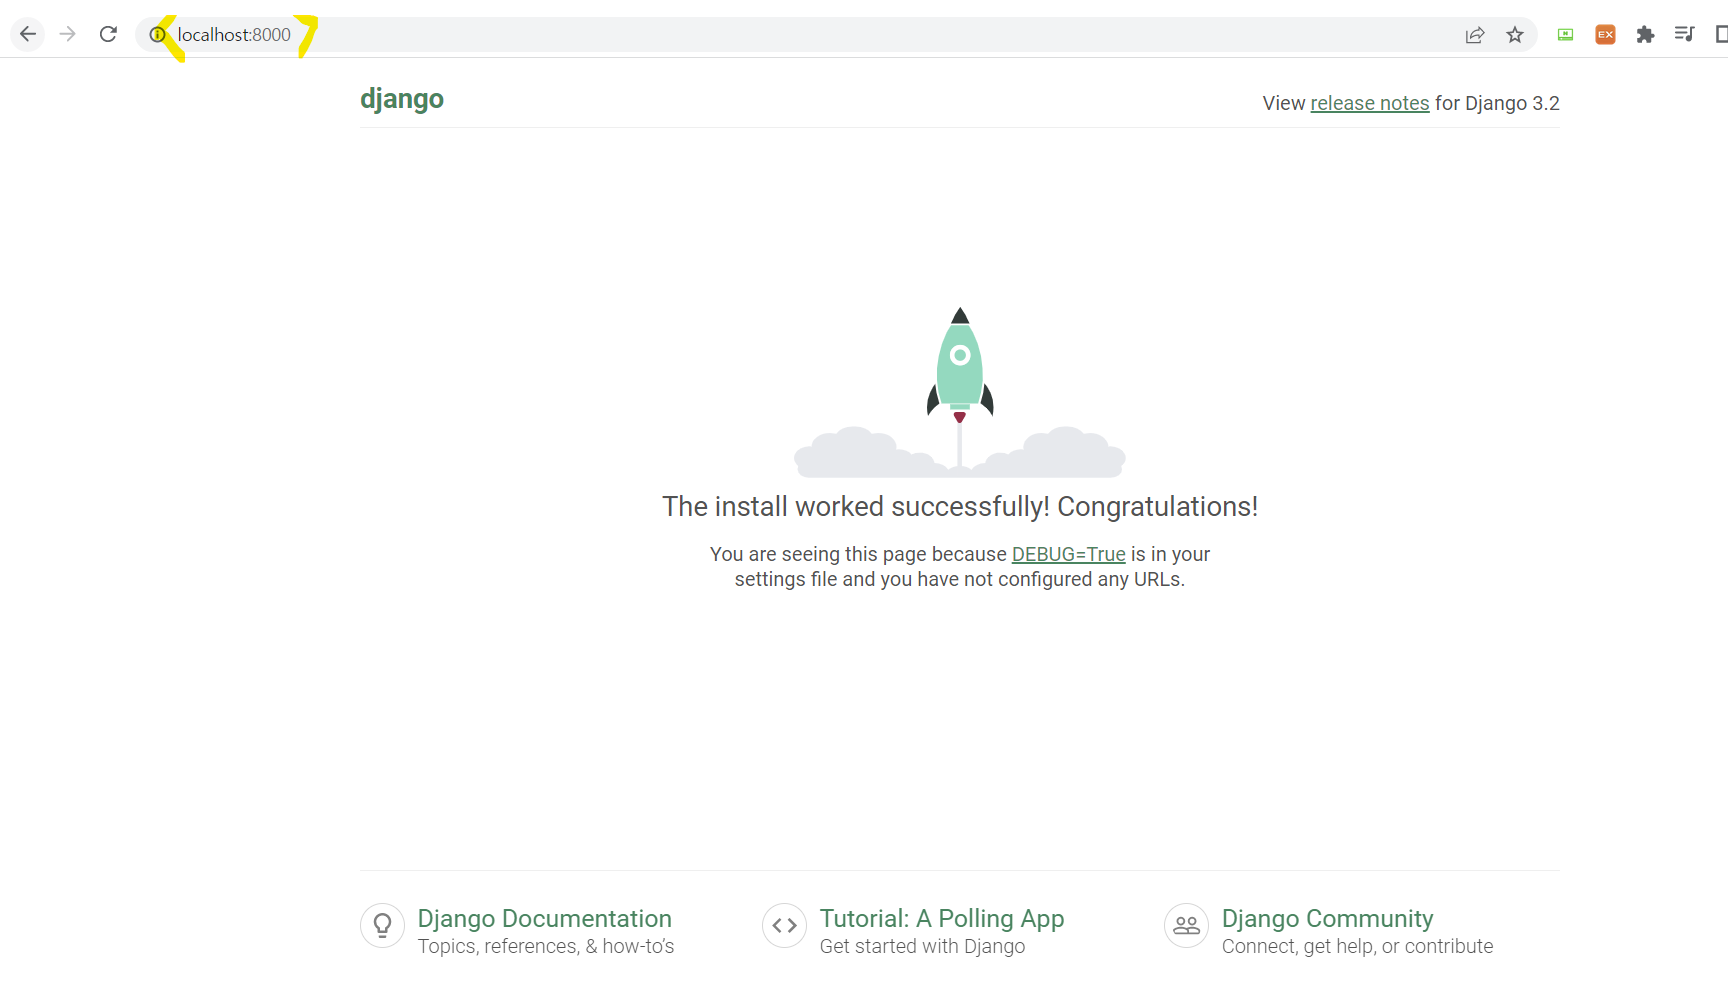 localhost:8000
EX
django
View release notes for Django 3.2
The install worked successfully! Congratulations!
You are seeing this page because DEBUG=True is in your
settings file and you have not configured any URLs.
Django Documentation
Topics, references, & how-to’s
Tutorial: A Polling App
Get started with Django
Django Community
Connect, get help, or contribute